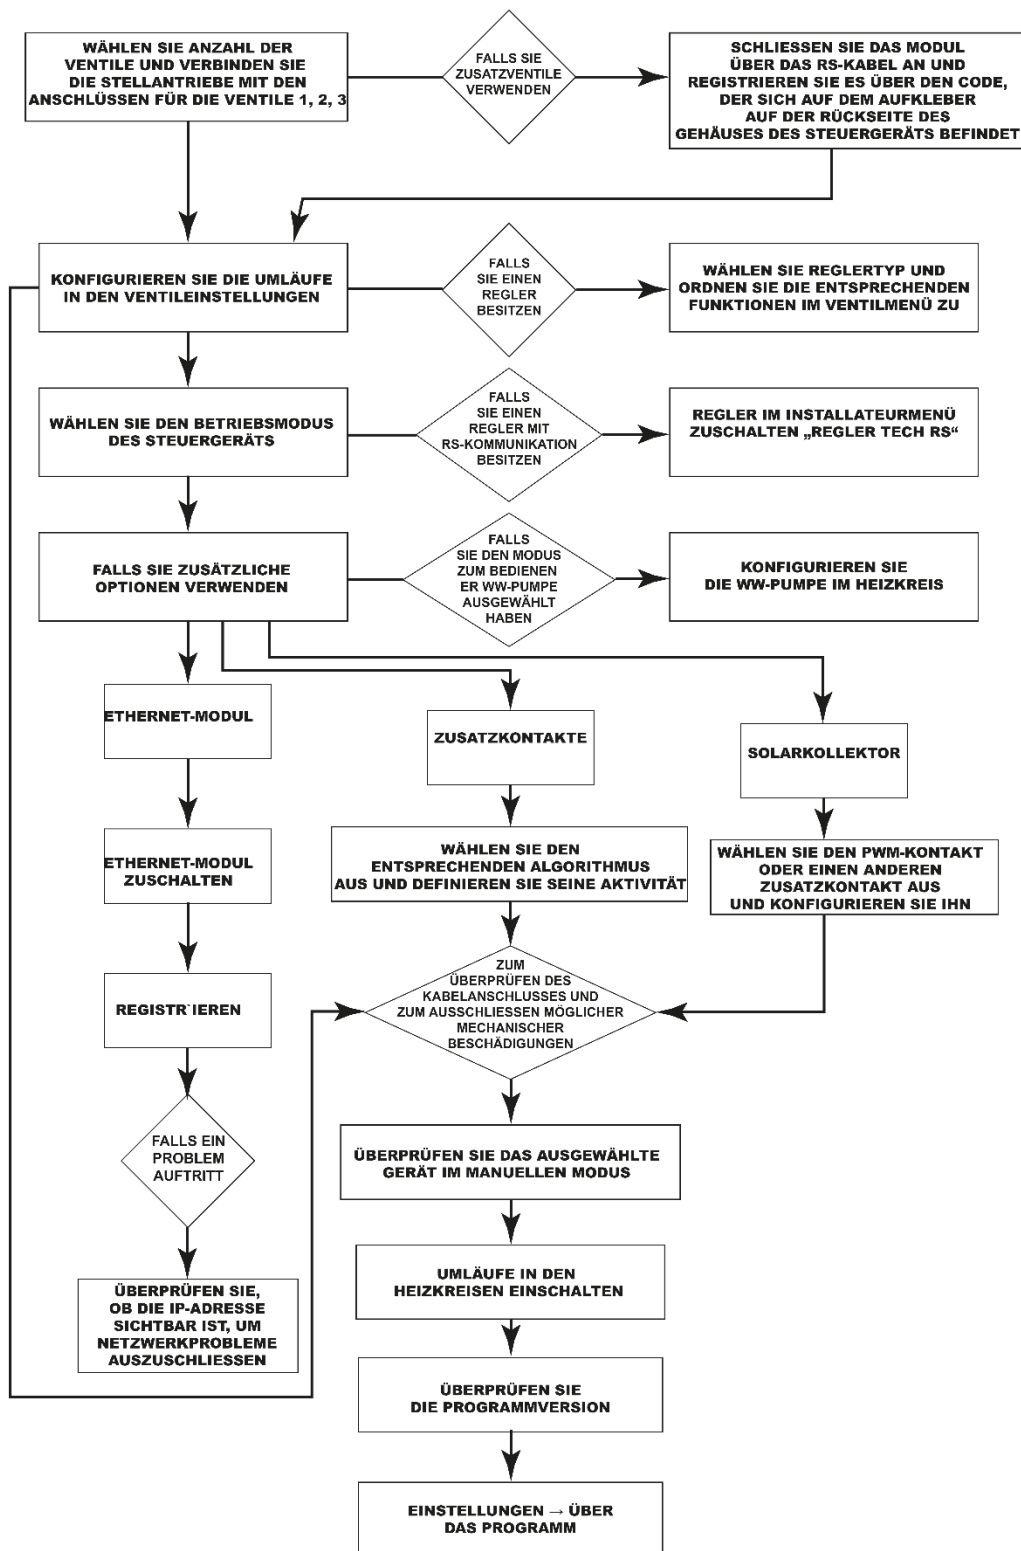 WÄHLEN SIE ANZAHL DER
VENTILE UND VERBINDEN SIE
DIE STELLANTRIEBE MIT DEN
ANSCHLÜSSEN FÜR DIE VENTILE 1, 2, 3
FALLS SIE
ZUSATZVENTILE
VERWENDEN
SCHLIESSEN SIE DAS MODUL
ÜBER DAS RS-KABEL AN UND
REGISTRIEREN SIE ES ÜBER DEN CODE,
DER SICH AUF DEM AUFKLEBER
AUF DER RÜCKSEITE DES
GEHÄUSES DES STEUERGERÄTS BEFINDET
KONFIGURIEREN SIE DIE UMLÄUFE
IN DEN VENTILEINSTELLUNGEN
FALLS
SIE EINEN
REGLER
BESITZEN
WÄHLEN SIE REGLERTYP UND
ORDNEN SIE DIE ENTSPRECHENDEN
FUNKTIONEN IM VENTILMENÜ ZU
WÄHLEN SIE DEN BETRIEBSMODUS
DES STEUERGERÄTS
FALLS
SIE EINEN
REGLER MIT
RS-KOMMUNIKATION
BESITZEN
REGLER IM INSTALLATEURMENÜ
ZUSCHALTEN „REGLER TECH RS“
FALLS SIE ZUSÄTZLICHE
OPTIONEN VERWENDEN
FALLS
SIE DEN MODUS
ZUM BEDIENEN
ER WW-PUMPE
AUSGEWÄHLT
HABEN
KONFIGURIEREN SIE
DIE WW-PUMPE IM HEIZKREIS
ETHERNET-MODUL
ZUSATZKONTAKTE
SOLARKOLLEKTOR
ETHERNET-MODUL
ZUSCHALTEN
WÄHLEN SIE DEN
ENTSPRECHENDEN ALGORITHMUS
AUS UND DEFINIEREN SIE SEINE AKTIVITÄT
WÄHLEN SIE DEN PWM-KONTAKT
ODER EINEN ANDEREN
ZUSATZKONTAKT AUS
UND KONFIGURIEREN SIE IHN
REGISTRIEREN
ZUM
ÜBERPRÜFEN DES
KABELANSCHLUSSES UND
ZUM AUSSCHLIESSEN MÖGLICHER
MECHANISCHER
BESCHÄDIGUNGEN
FALLS EIN
PROBLEM
AUFTRITT
ÜBERPRÜFEN SIE DAS AUSGEWÄHLTE
GERÄT IM MANUELLEN MODUS
ÜBERPRÜFEN SIE,
OB DIE IP-ADRESSE
SICHTBAR IST, UM
NETZWERKPROBLEME
AUSZUSCHLIESSEN
UMLÄUFE IN DEN
HEIZKREISEN EINSCHALTEN
ÜBERPRÜFEN SIE
DIE PROGRAMMVERSION
EINSTELLUNGEN → ÜBER
DAS PROGRAMM